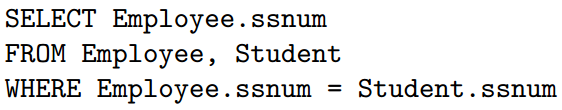 SELECT Employee.ssnum
FROM Employee, Student
WHERE Employee.ssnum = Student.ssnum